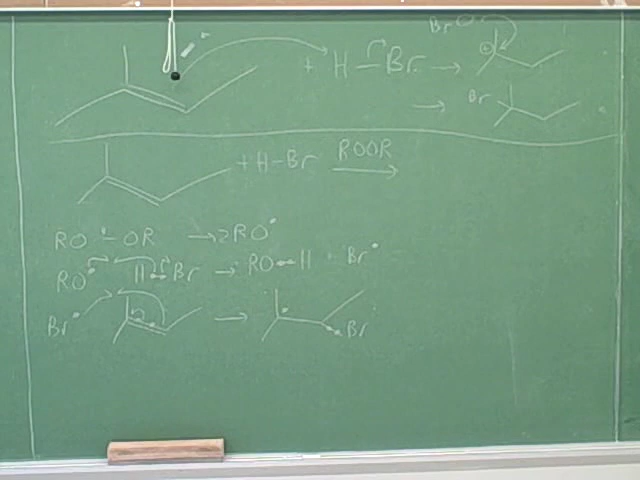 Br⊖
+ H — Br → ⊕
→ Br
+ H-Br ROOR →
RO — OR → 2RO•
RO• H Br → RO H Br•
Br• → • Br